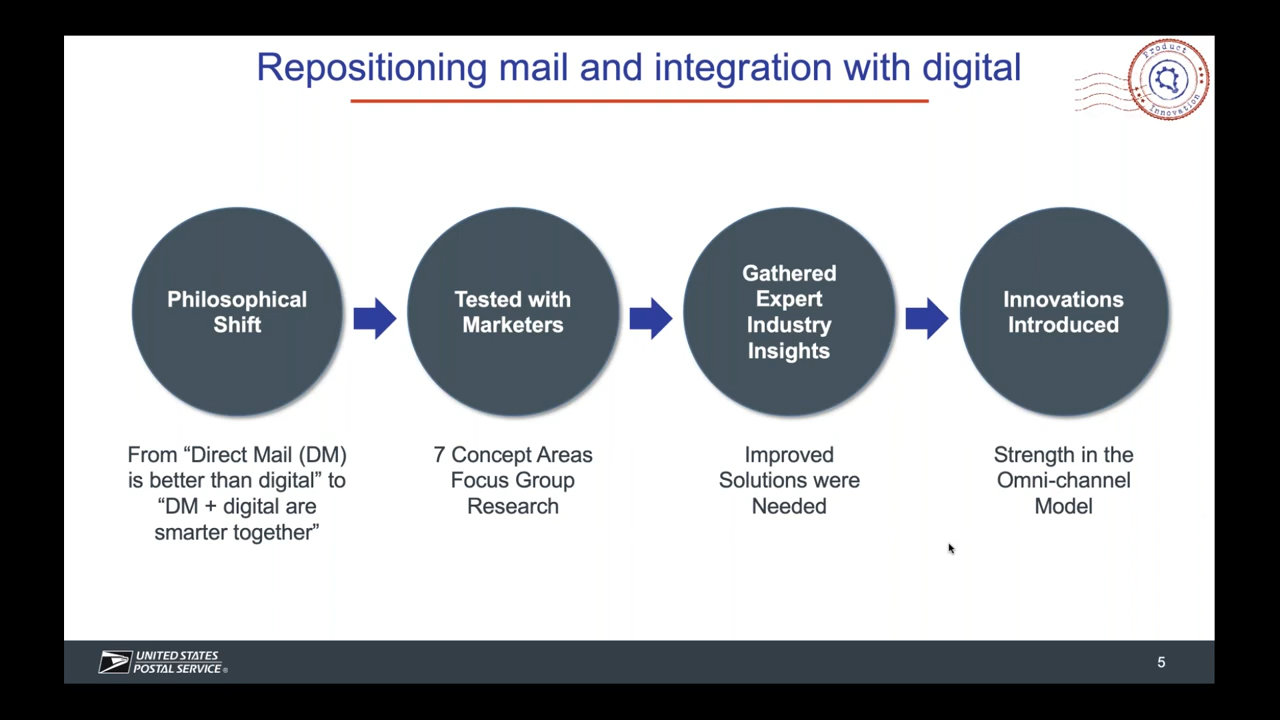 Repositioning mail and integration with digital
Product
Innovation
Philosophical
Shift
Tested with
Marketers
Gathered
Expert
Industry
Insights
Innovations
Introduced
From “Direct Mail (DM)
is better than digital” to
“DM + digital are
smarter together”
7 Concept Areas
Focus Group
Research
Improved
Solutions were
Needed
Strength in the
Omni-channel
Model
UNITED STATES
POSTAL SERVICE®
5